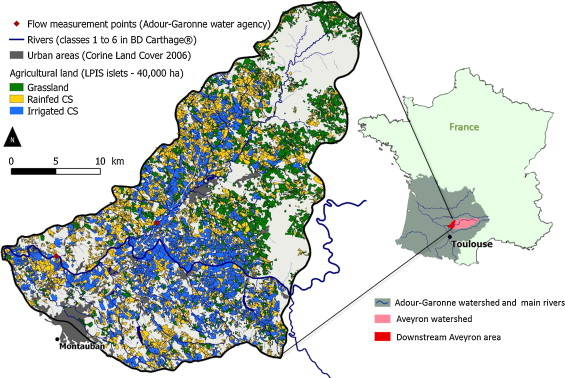 Flow measurement points (Adour-Garonne water agency)
Rivers (classes 1 to 6 in BD Carthage®)
Urban areas (Corine Land Cover 2006)
Agricultural land (LPIS islets - 40,000 ha)
Grassland
Rainfed CS
Irrigated CS
N
0 5 10 km
Montauban
France
Toulouse
Adour-Garonne watershed and main rivers
Aveyron watershed
Downstream Aveyron area